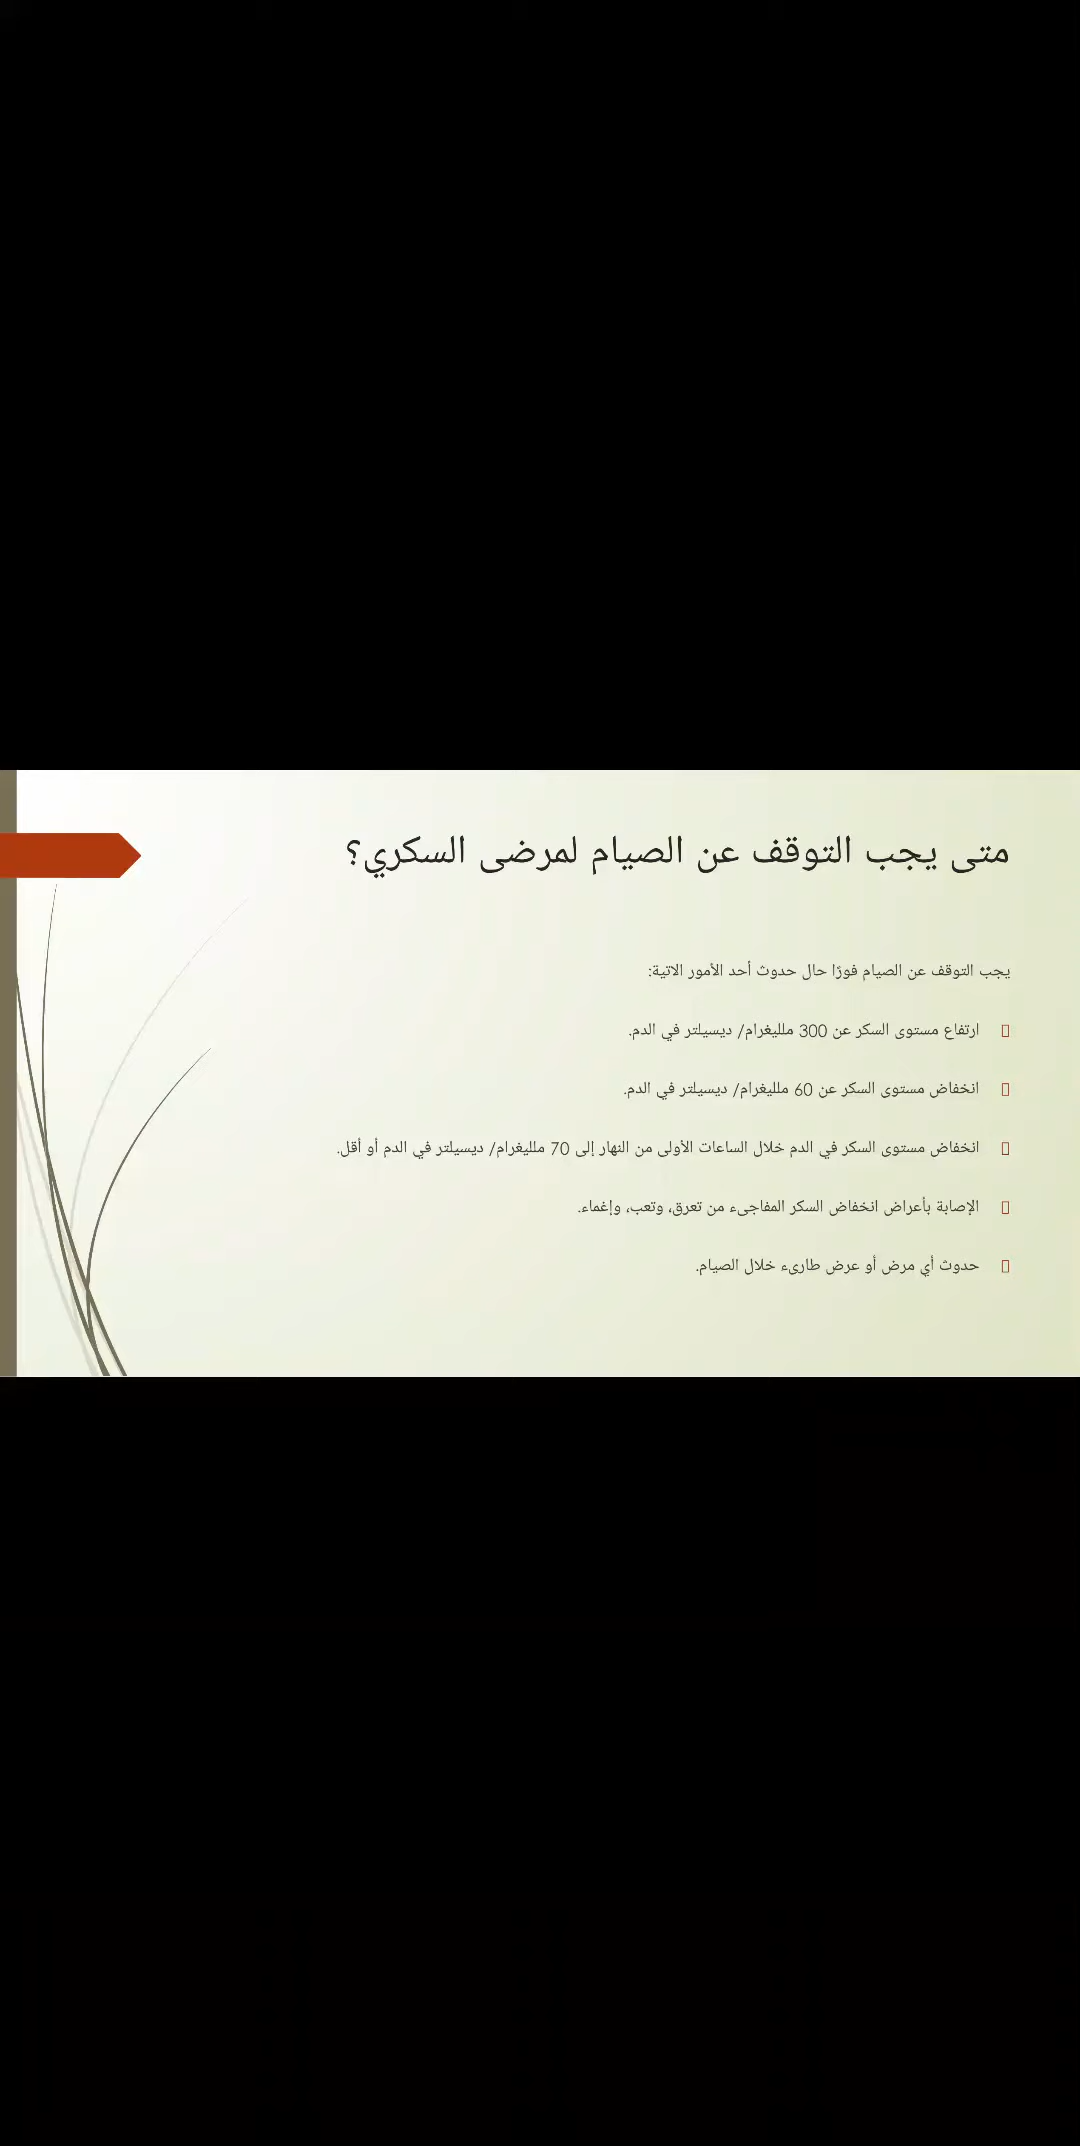 متى يجب التوقف عن الصيام لمرضى السكري؟
يجب التوقف عن الصيام فورًا حال حدوث أحد الأمور الاتية:
ارتفاع مستوى السكر عن 300 ملليغرام/ ديسيلتر في الدم.
انخفاض مستوى السكر عن 60 ملليغرام/ ديسيلتر في الدم.
انخفاض مستوى السكر في الدم خلال الساعات الأولى من النهار إلى 70 ملليغرام/ ديسيلتر في الدم أو أقل.
الإصابة بأعراض انخفاض السكر المفاجىء من تعرق، وتعب، وإغماء.
حدوث أي مرض أو عرض طارىء خلال الصيام.